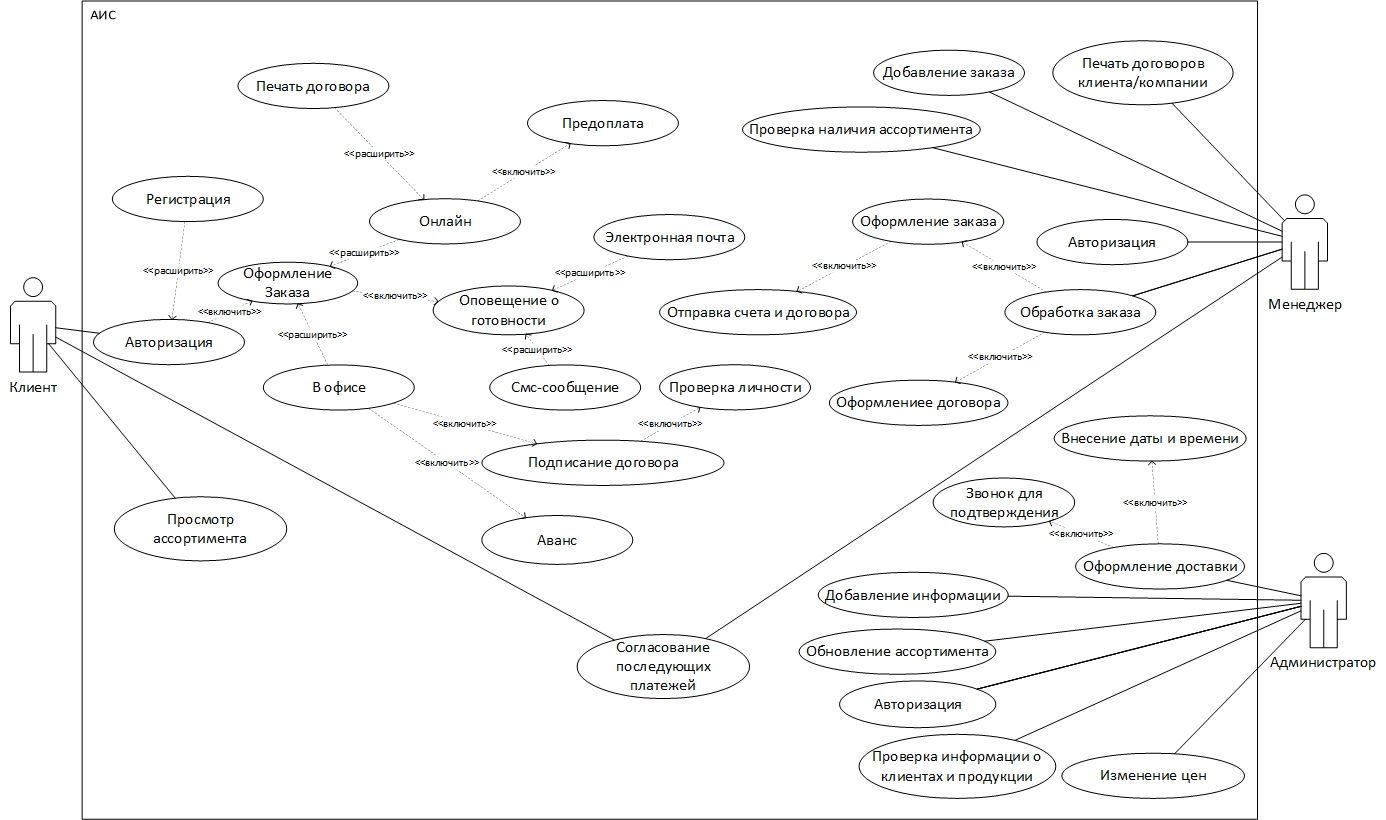 АИС
Печать договора
Добавление заказа
Печать договоров
клиента/компании
Предоплата
Проверка наличия ассортимента
<<расширить>>
<<включить>>
Регистрация
Онлайн
Электронная почта
Оформление заказа
Авторизация
<<расширить>>
<<расширить>>
<<расширить>>
<<включить>>
<<включить>>
Оформление
Заказа
<<включить>>
<<включить>>
Оповещение о
готовности
Отправка счета и договора
Обработка заказа
Менеджер
Авторизация
<<расширить>>
<<расширить>>
<<включить>>
Клиент
В офисе
Смс-сообщение
Проверка личности
Оформлениее договора
<<включить>>
<<включить>>
<<включить>>
Подписание договора
Внесение даты и времени
Просмотр
ассортимента
Аванс
Звонок для
подтверждения
<<включить>>
<<включить>>
Оформление доставки
Добавление информации
Согласование
последующих
платежей
Обновление ассортимента
Администратор
Авторизация
Проверка информации о
клиентах и продукции
Изменение цен